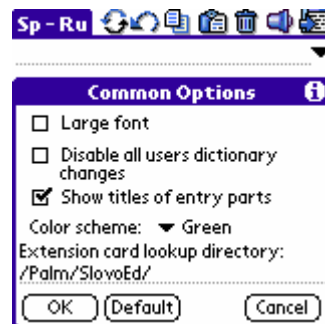 Sp-Ru
Common Options
Large font
Disable all users dictionary
changes
Show titles of entry parts
Color scheme: Green
Extension card lookup directory:
/Palm/SlovoEd/
OK Default Cancel